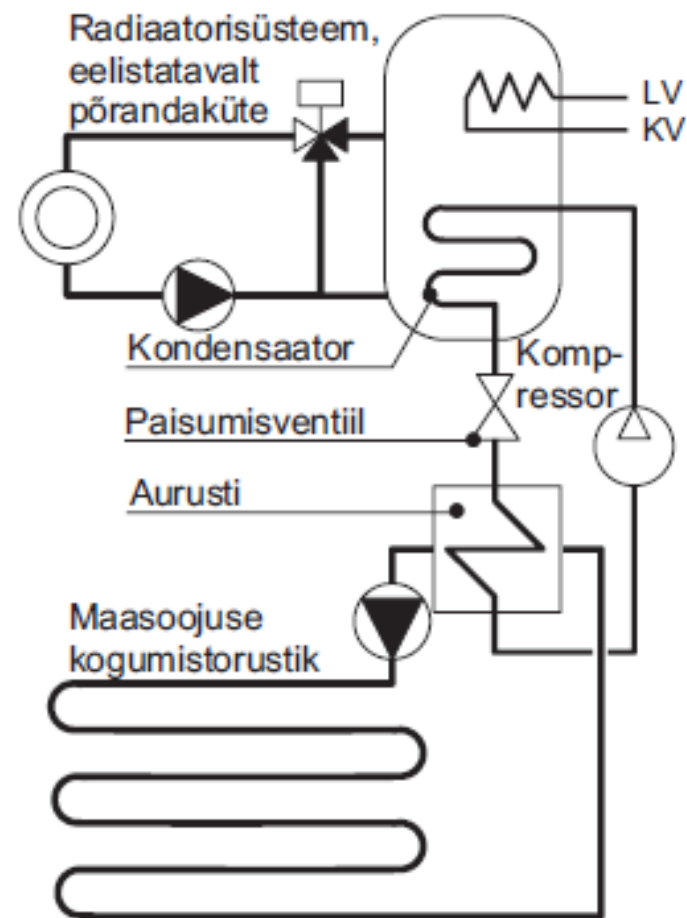 Radiaatorisüsteem,
eelistatavalt
põrandaküte
LV
KV
Kondensaator
Komp-
ressor
Paisumisventiil
Aurusti
Maasoojuse
kogumistorustik